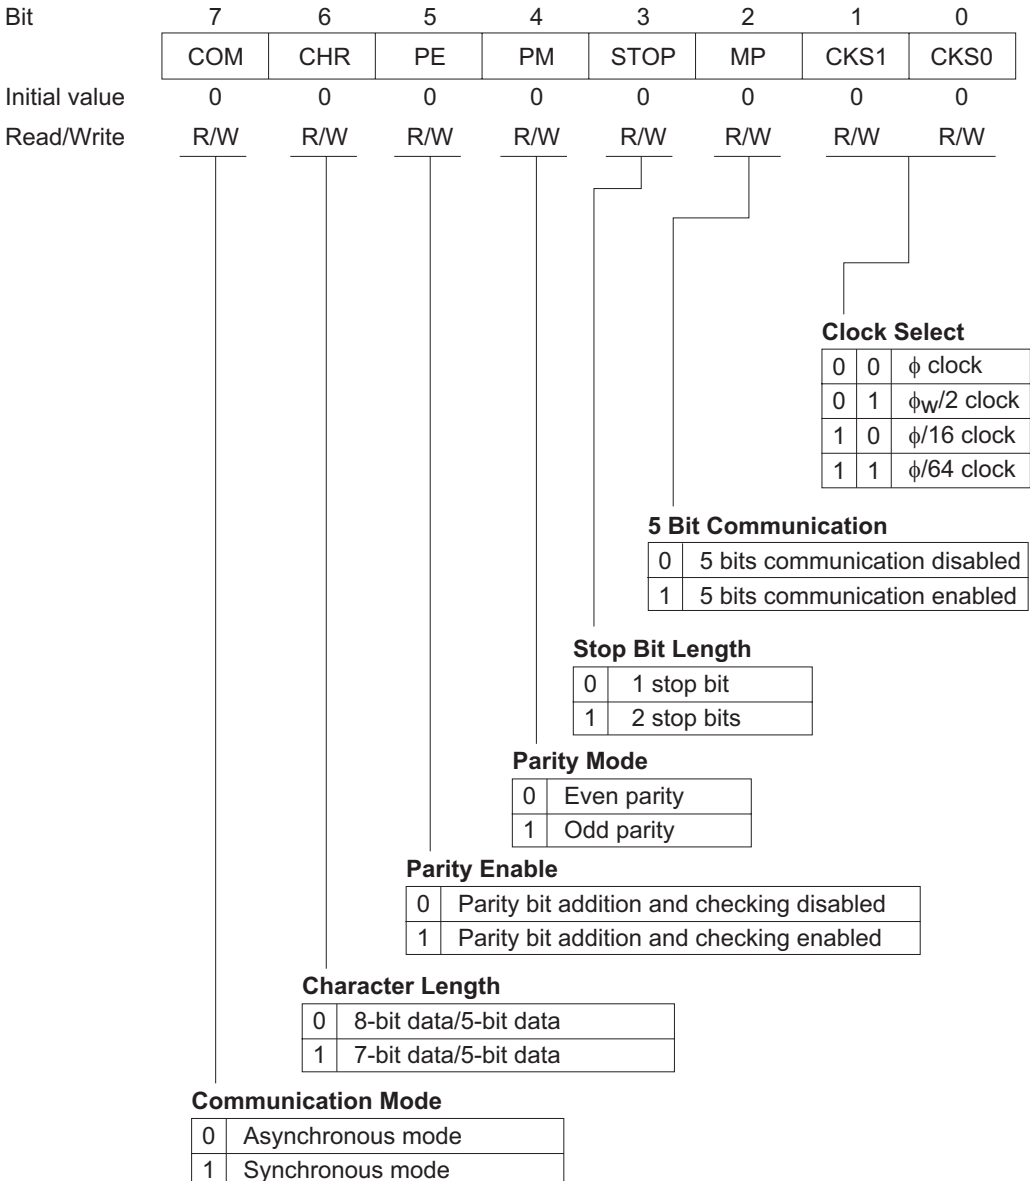 Bit 7 6 5 4 3 2 1 0
COM CHR PE PM STOP MP CKS1 CKS0
Initial value 0 0 0 0 0 0 0 0
Read/Write R/W R/W R/W R/W R/W R/W R/W R/W
Clock Select
0 0 ϕ clock
0 1 ϕW/2 clock
1 0 ϕ/16 clock
1 1 ϕ/64 clock
5 Bit Communication
0 5 bits communication disabled
1 5 bits communication enabled
Stop Bit Length
0 1 stop bit
1 2 stop bits
Parity Mode
0 Even parity
1 Odd parity
Parity Enable
0 Parity bit addition and checking disabled
1 Parity bit addition and checking enabled
Character Length
0 8-bit data/5-bit data
1 7-bit data/5-bit data
Communication Mode
0 Asynchronous mode
1 Synchronous mode